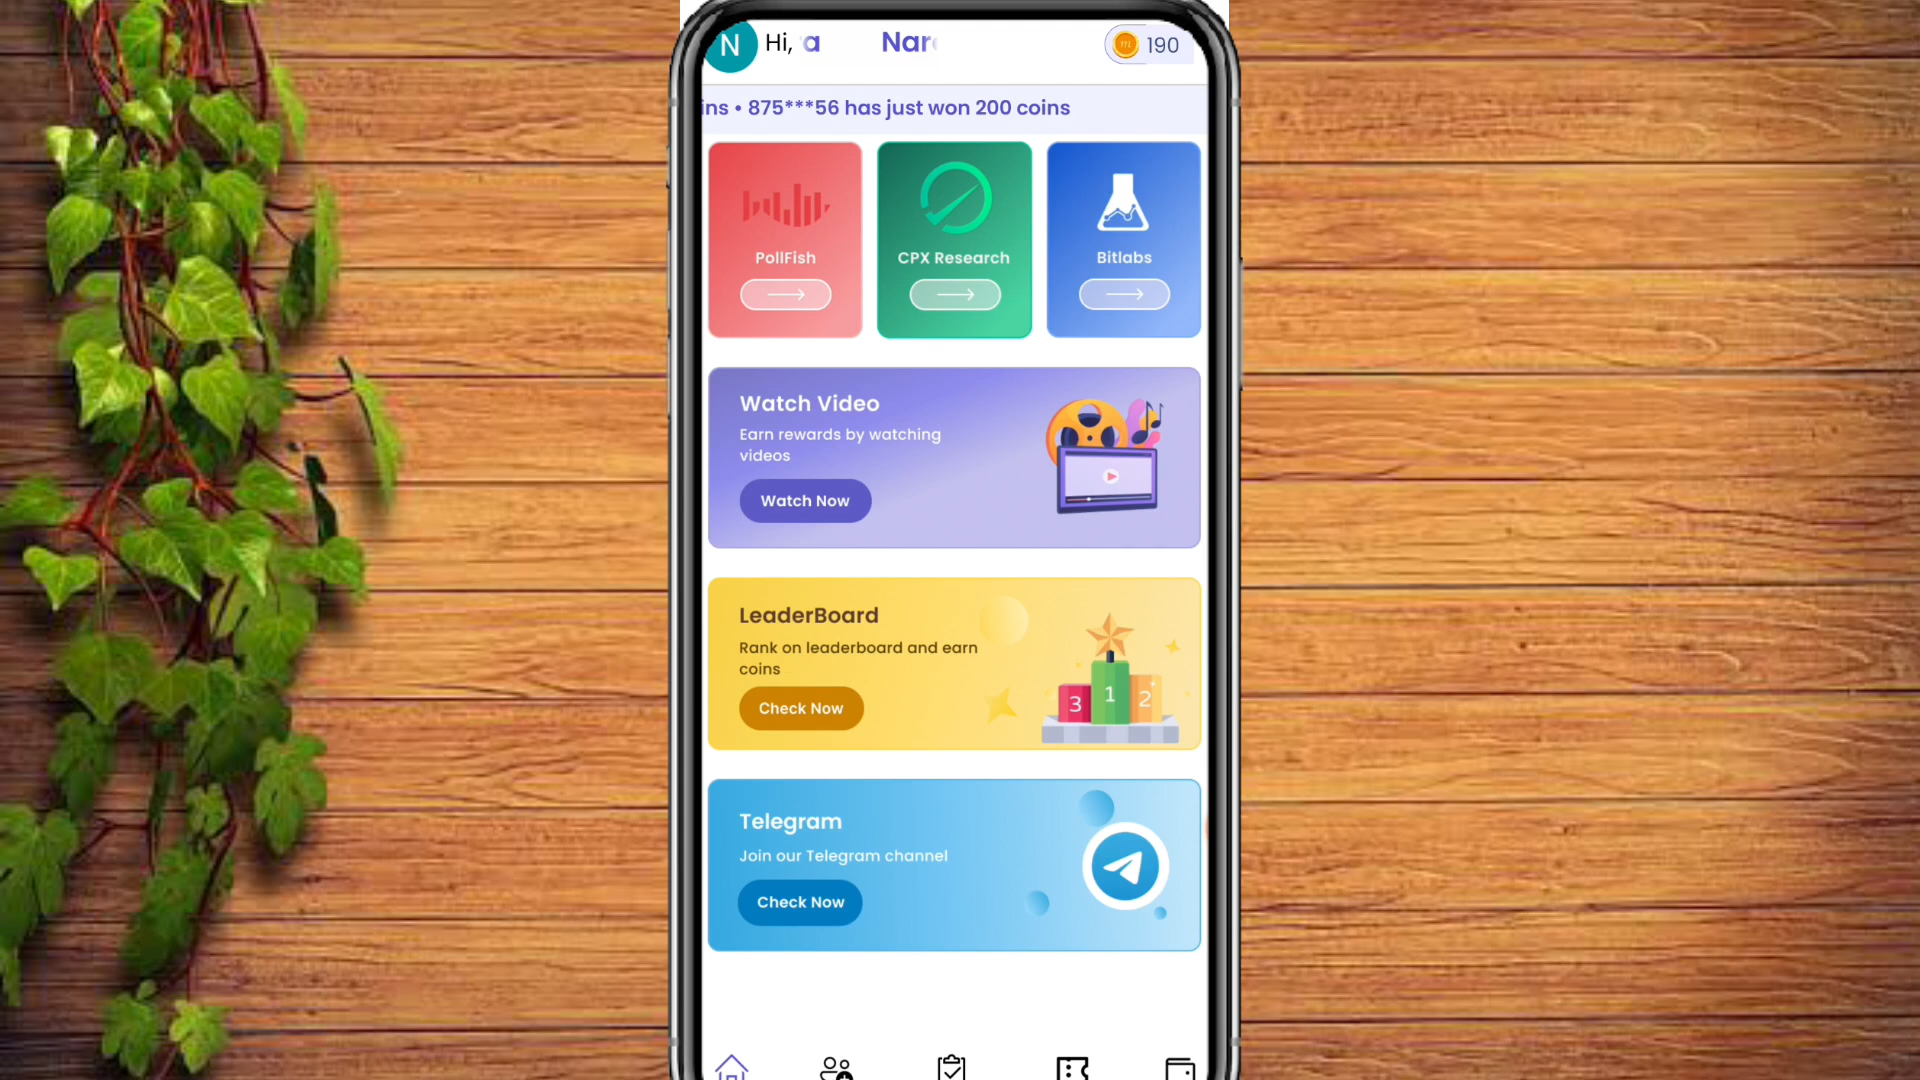 N Hi, a Nar
190
ins • 875***56 has just won 200 coins
PollFish
CPX Research
Bitlabs
Watch Video
Earn rewards by watching
videos
Watch Now
LeaderBoard
Rank on leaderboard and earn
coins
Check Now
3 1 2
Telegram
Join our Telegram channel
Check Now